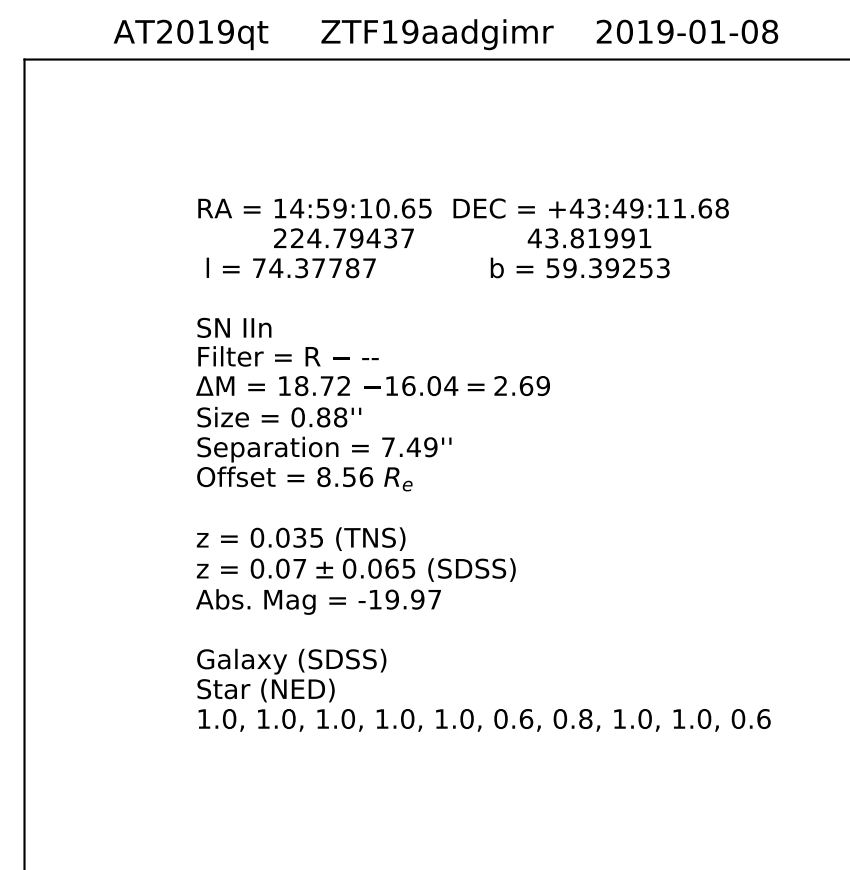 AT2019qt ZTF19aadgimr 2019-01-08
RA = 14:59:10.65 DEC = +43:49:11.68
224.79437 43.81991
l = 74.37787 b = 59.39253
SN IIn
Filter = R − --
ΔM = 18.72 −16.04 = 2.69
Size = 0.88''
Separation = 7.49''
Offset = 8.56 Rₑ
z = 0.035 (TNS)
z = 0.07 ± 0.065 (SDSS)
Abs. Mag = -19.97
Galaxy (SDSS)
Star (NED)
1.0, 1.0, 1.0, 1.0, 1.0, 0.6, 0.8, 1.0, 1.0, 0.6